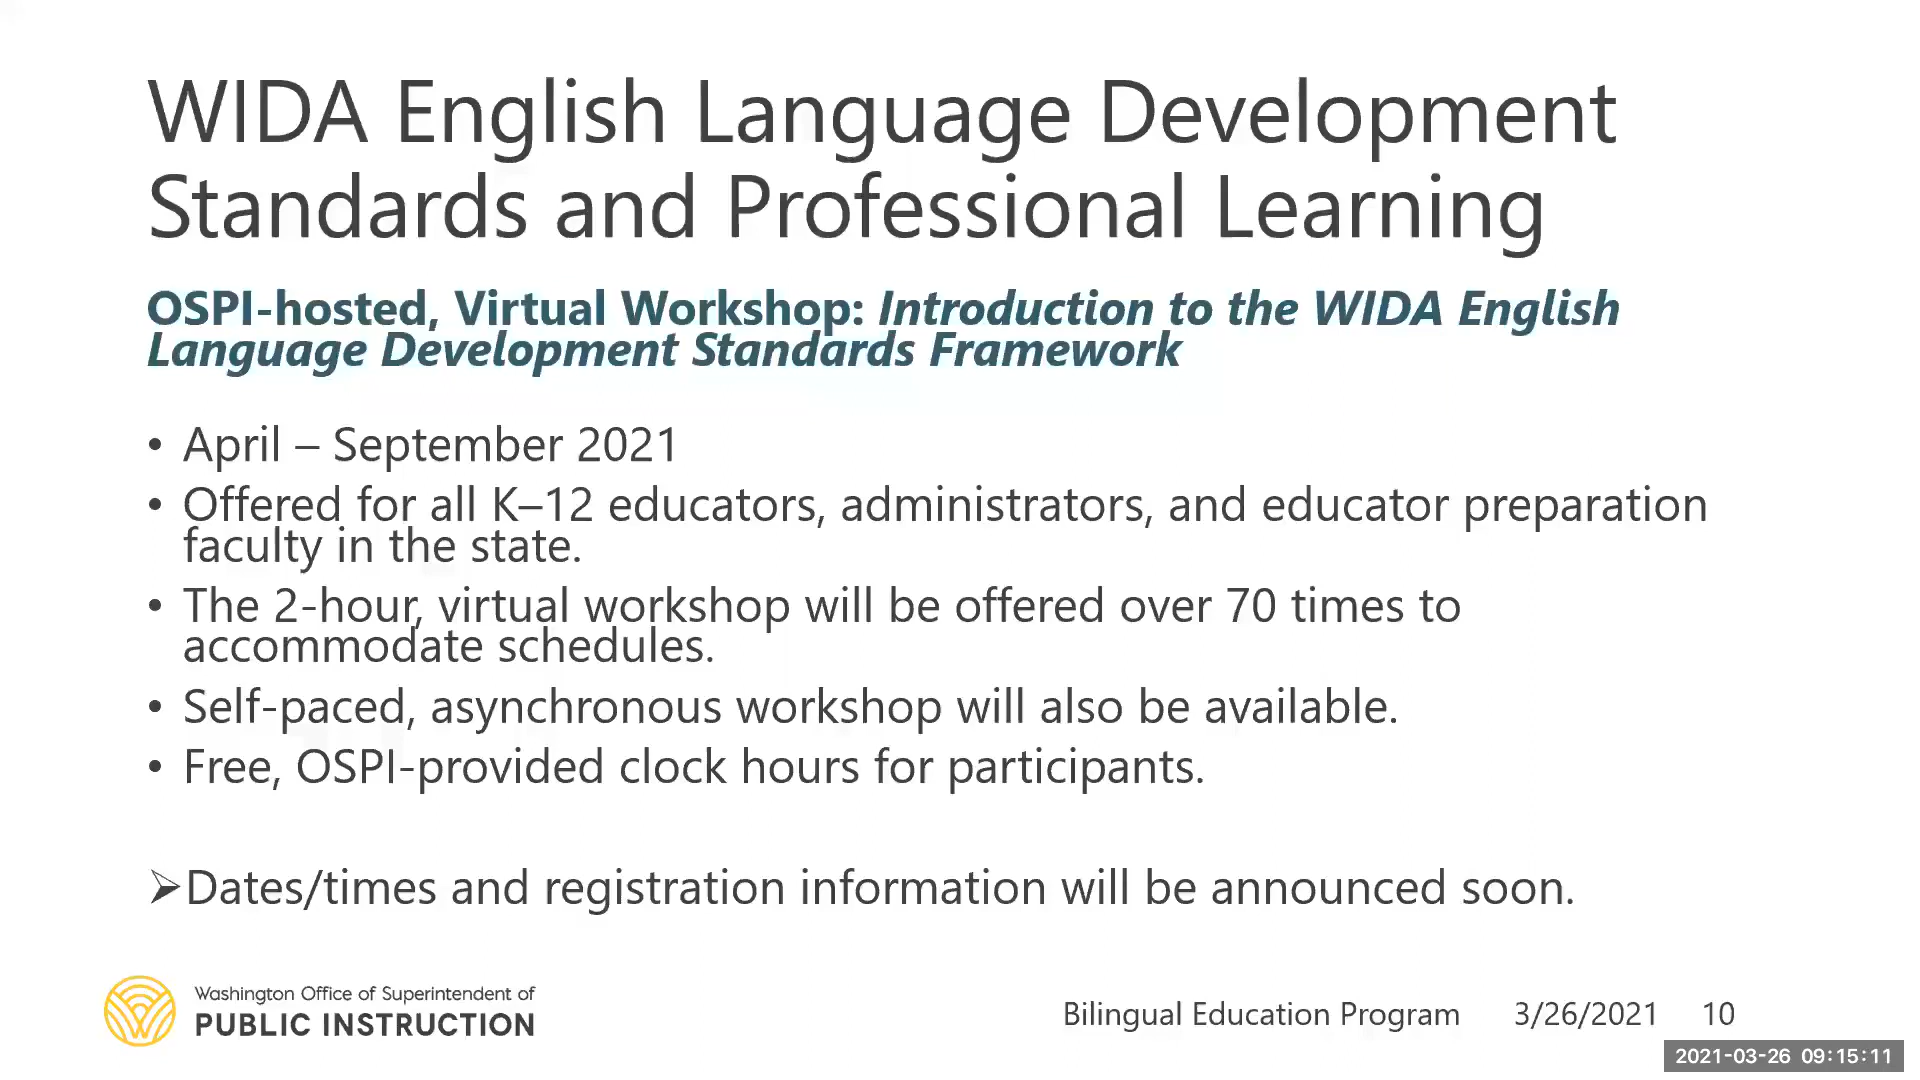 WIDA English Language Development
Standards and Professional Learning
OSPI-hosted, Virtual Workshop: Introduction to the WIDA English
Language Development Standards Framework
• April – September 2021
• Offered for all K–12 educators, administrators, and educator preparation
faculty in the state.
• The 2-hour, virtual workshop will be offered over 70 times to
accommodate schedules.
• Self-paced, asynchronous workshop will also be available.
• Free, OSPI-provided clock hours for participants.
➢Dates/times and registration information will be announced soon.
Washington Office of Superintendent of
PUBLIC INSTRUCTION
Bilingual Education Program 3/26/2021 10
2021-03-26 09:15:11